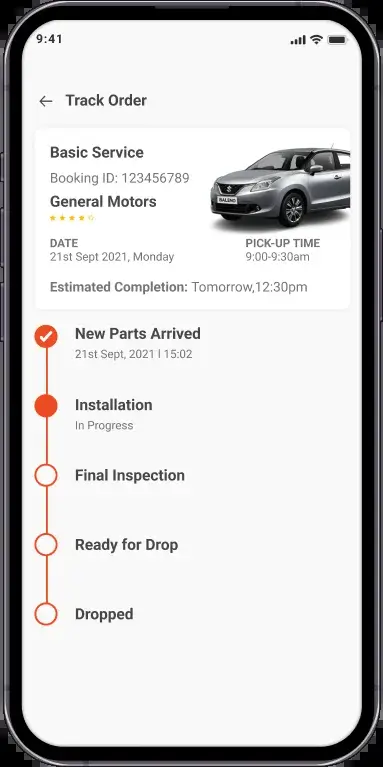 9:41
Track Order
Basic Service
Booking ID: 123456789
General Motors
BALENO
DATE
PICK-UP TIME
21st Sept 2021, Monday
9:00-9:30am
Estimated Completion: Tomorrow,12:30pm
New Parts Arrived
21st Sept, 2021 l 15:02
Installation
In Progress
Final Inspection
Ready for Drop
Dropped